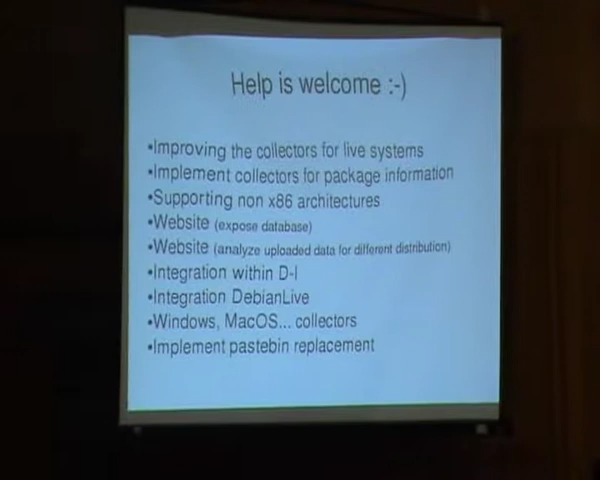 Help is welcome :-)
•Improving the collectors for live systems
•Implement collectors for package information
•Supporting non x86 architectures
•Website (expose database)
•Website (analyze uploaded data for different distribution)
•Integration within D-I
•Integration DebianLive
•Windows, MacOS... collectors
•Implement pastebin replacement